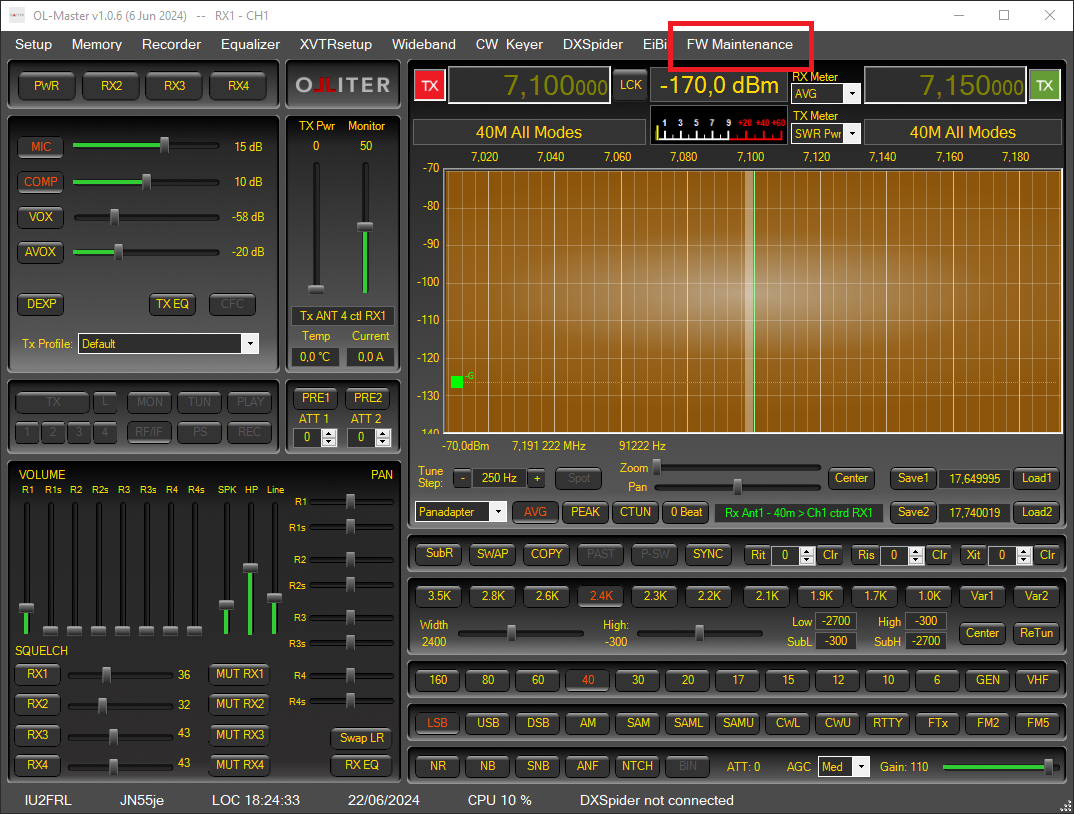 OL-Master v1.0.6 (6 Jun 2024)  --  RX1 - CH1
Setup Memory Recorder Equalizer XVTRsetup Wideband CW Keyer DXSpider EiBi FW Maintenance
PWR RX2 RX3 RX4
OLLITER
TX 7,100000 LCK -170,0 dBm
RX Meter
AVG
TX Meter
SWR Pwr
7,150000 TX
1 3 5 7 9 +20 +40 +60
40M All Modes
40M All Modes
MIC 15 dB
COMP 10 dB
VOX -58 dB
AVOX -20 dB
DEXP TX EQ CFC
Tx Profile: Default
TX Pwr Monitor
0 50
Tx ANT 4 ctl RX1
Temp Current
0,0 °C 0,0 A
7,020 7,040 7,060 7,080 7,100 7,120 7,140 7,160 7,180
-70
-80
-90
-100
-110
-120
-130
-140
-G
-70,0dBm 7,191 222 MHz 91222 Hz
TX L MON TUN PLAY
1 2 3 4 RF/IF PS REC
PRE1 PRE2
ATT 1 ATT 2
0 0
Tune
Step:
- 250 Hz + Spot
Zoom
Pan
Center Save1 17,649995 Load1
Panadapter AVG PEAK CTUN 0 Beat Rx Ant1 - 40m > Ch1 ctrd RX1 Save2 17,740019 Load2
VOLUME PAN
R1 R1s R2 R2s R3 R3s R4 R4s SPK HP Line
R1
R1s
R2
R2s
R3
R3s
R4
R4s
SQUELCH
RX1 36 MUT RX1
RX2 32 MUT RX2
RX3 43 MUT RX3
RX4 43 MUT RX4
Swap LR
RX EQ
SubR SWAP COPY PAST P-SW SYNC Rit 0 Clr Ris 0 Clr Xit 0 Clr
3.5K 2.8K 2.6K 2.4K 2.3K 2.2K 2.1K 1.9K 1.7K 1.0K Var1 Var2
Width
2400
High:
-300
Low -2700 High -300
SubL -300 SubH -2700
Center ReTun
160 80 60 40 30 20 17 15 12 10 6 GEN VHF
LSB USB DSB AM SAM SAML SAMU CWL CWU RTTY FTx FM2 FM5
NR NB SNB ANF NTCH BIN ATT: 0 AGC Med Gain: 110
IU2FRL JN55je LOC 18:24:33 22/06/2024 CPU 10 % DXSpider not connected